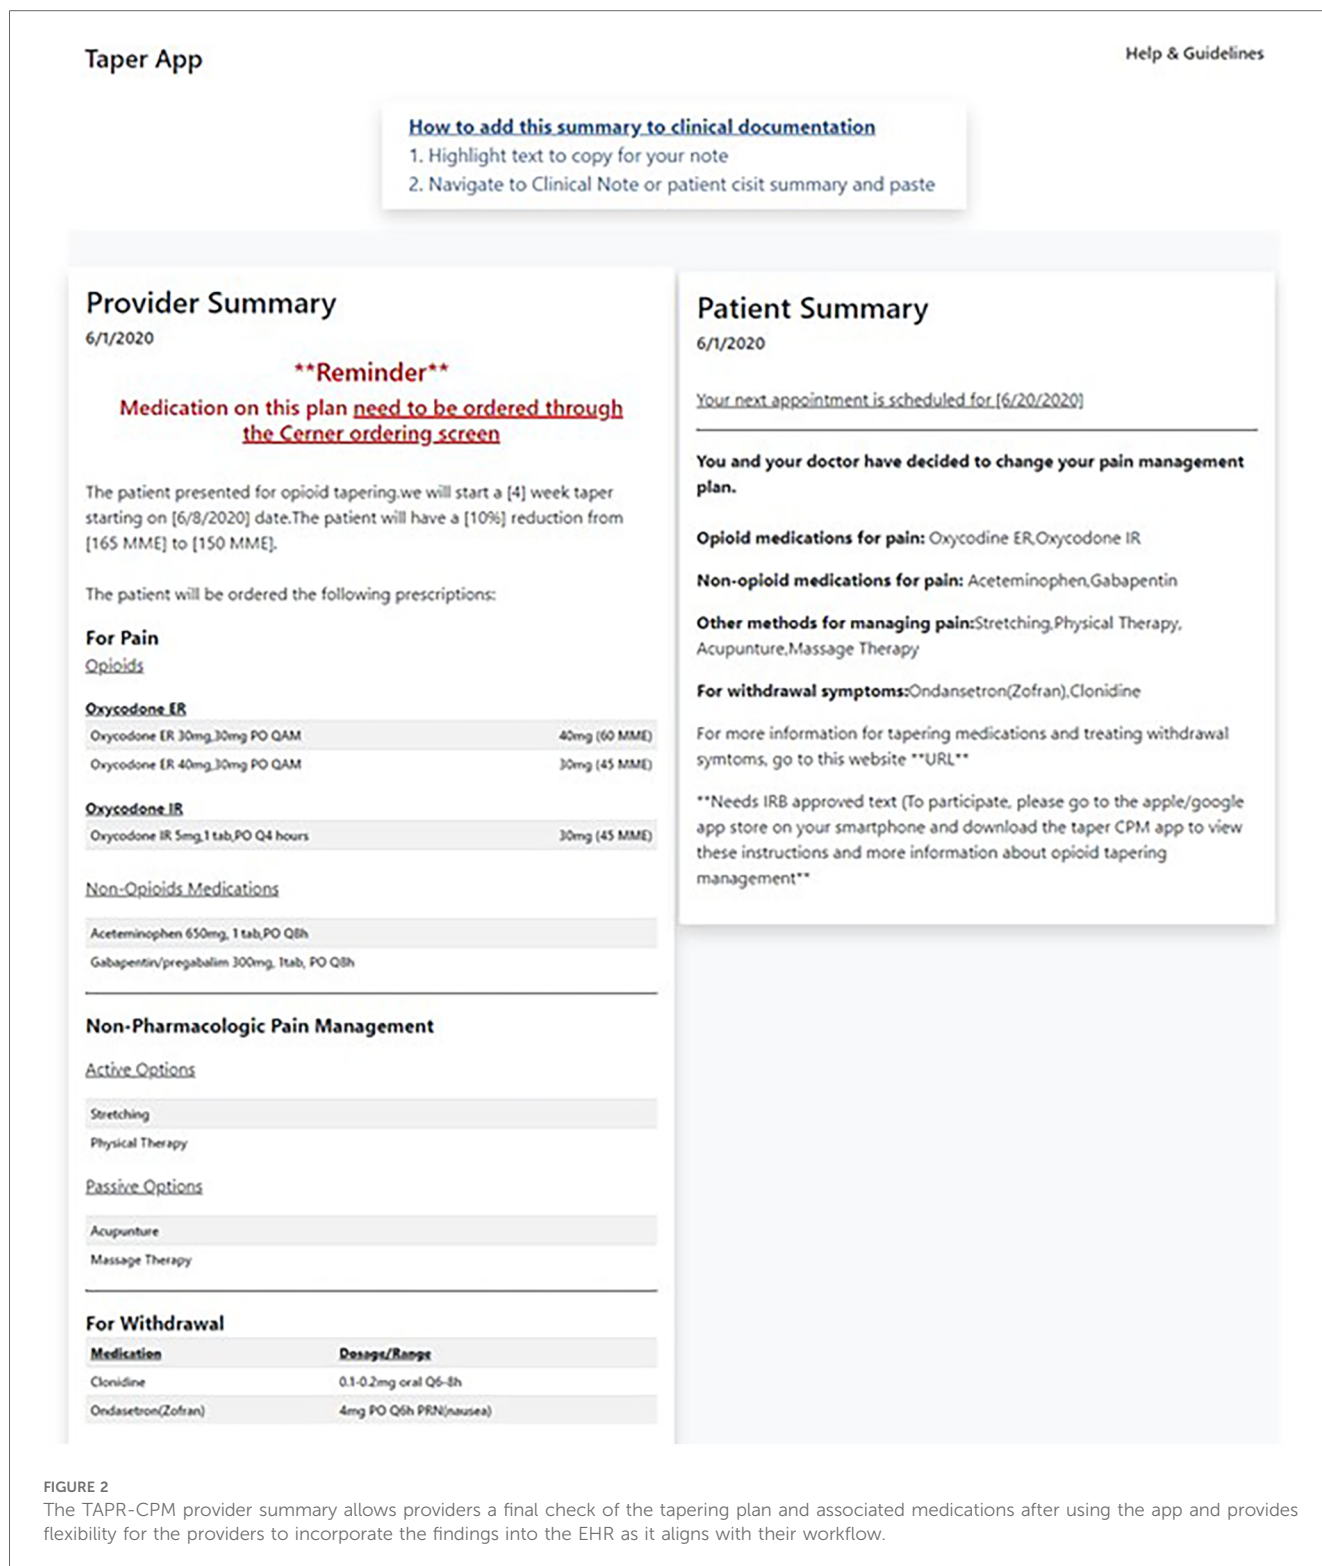 Taper App
Help & Guidelines
How to add this summary to clinical documentation
1. Highlight text to copy for your note
2. Navigate to Clinical Note or patient cisit summary and paste
Provider Summary
6/1/2020
**Reminder**
Medication on this plan need to be ordered through
the Cerner ordering screen
The patient presented for opioid tapering.we will start a [4] week taper
starting on [6/8/2020] date.The patient will have a [10%] reduction from
[165 MME] to [150 MME].
The patient will be ordered the following prescriptions:
For Pain
Opioids
Oxycodone ER
Oxycodone ER 30mg,30mg PO QAM 40mg (60 MME)
Oxycodone ER 40mg,30mg PO QAM 30mg (45 MME)
Oxycodone IR
Oxycodone IR 5mg,1 tab,PO Q4 hours 30mg (45 MME)
Non-Opioids Medications
Aceteminophen 650mg, 1 tab,PO Q8h
Gabapentin/pregabalim 300mg, 1tab, PO Q8h
Non-Pharmacologic Pain Management
Active Options
Stretching
Physical Therapy
Passive Options
Acupunture
Massage Therapy
For Withdrawal
Medication Dosage/Range
Clonidine 0.1-0.2mg oral Q6-8h
Ondasetron(Zofran) 4mg PO Q6h PRN(nausea)
Patient Summary
6/1/2020
Your next appointment is scheduled for [6/20/2020]
You and your doctor have decided to change your pain management
plan.
Opioid medications for pain: Oxycodine ER,Oxycodone IR
Non-opioid medications for pain: Aceteminophen,Gabapentin
Other methods for managing pain:Stretching,Physical Therapy,
Acupunture,Massage Therapy
For withdrawal symptoms:Ondansetron(Zofran),Clonidine
For more information for tapering medications and treating withdrawal
symtoms, go to this website **URL**
**Needs IRB approved text (To participate, please go to the apple/google
app store on your smartphone and download the taper CPM app to view
these instructions and more information about opioid tapering
management**
FIGURE 2
The TAPR-CPM provider summary allows providers a final check of the tapering plan and associated medications after using the app and provides
flexibility for the providers to incorporate the findings into the EHR as it aligns with their workflow.